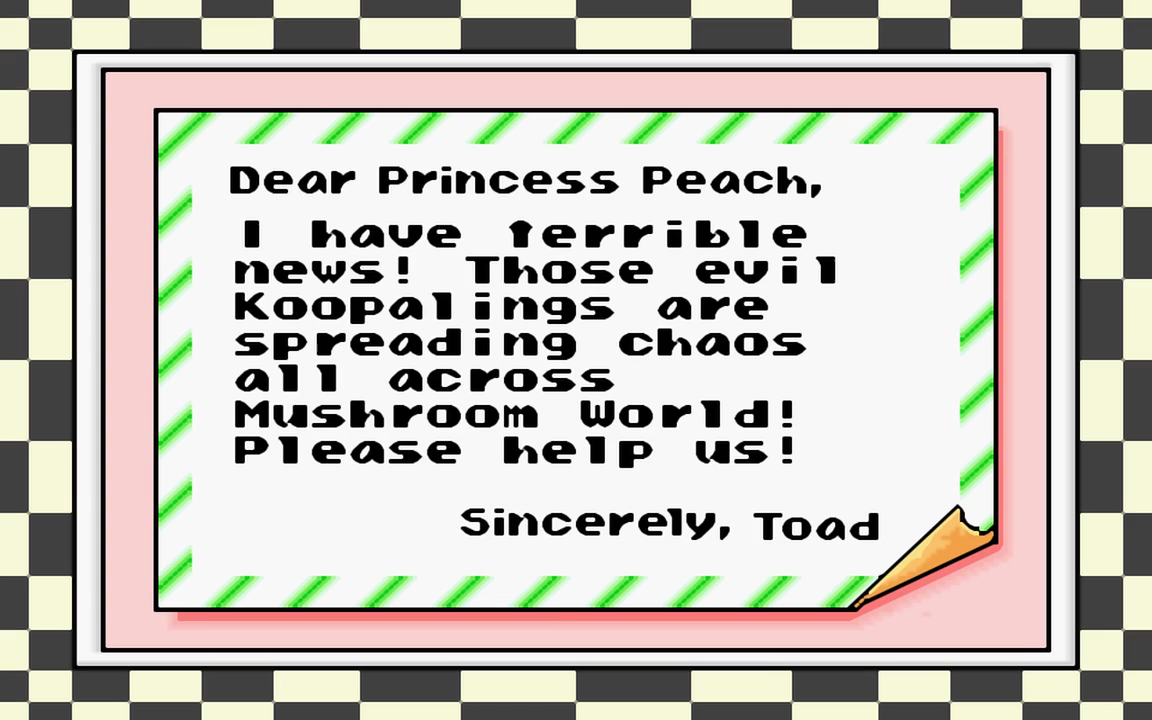 Dear Princess Peach,
I have terrible
news! Those evil
Koopalings are
spreading chaos
all across
Mushroom World!
Please help us!
Sincerely, Toad